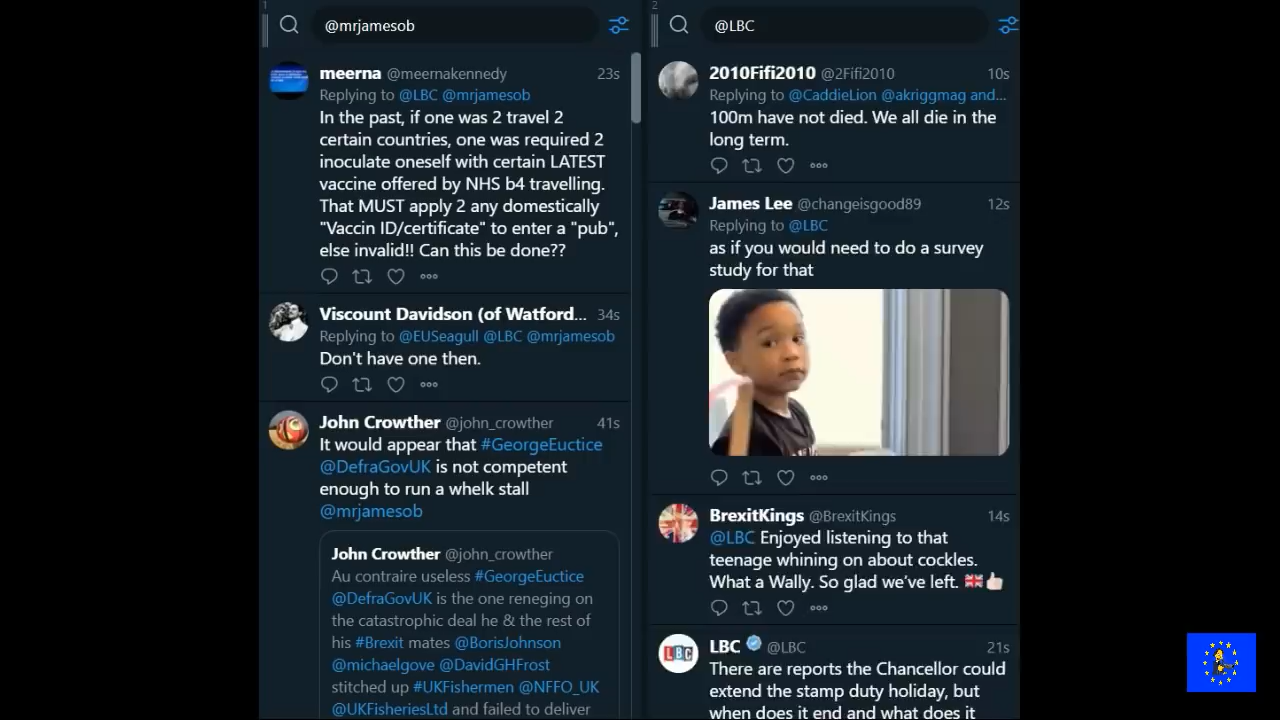 1
@mrjamesob
meerna @meernakennedy 23s
Replying to @LBC @mrjamesob
In the past, if one was 2 travel 2
certain countries, one was required 2
inoculate oneself with certain LATEST
vaccine offered by NHS b4 travelling.
That MUST apply 2 any domestically
"Vaccin ID/certificate" to enter a "pub",
else invalid!! Can this be done??
Viscount Davidson (of Watford... 34s
Replying to @EUSeagull @LBC @mrjamesob
Don't have one then.
John Crowther @john_crowther 41s
It would appear that #GeorgeEuctice
@DefraGovUK is not competent
enough to run a whelk stall
@mrjamesob
John Crowther @john_crowther
Au contraire useless #GeorgeEuctice
@DefraGovUK is the one reneging on
the catastrophic deal he & the rest of
his #Brexit mates @BorisJohnson
@michaelgove @DavidGHFrost
stitched up #UKFishermen @NFFO_UK
@UKFisheriesLtd and failed to deliver
2
@LBC
2010Fifi2010 @2Fifi2010 10s
Replying to @CaddieLion @akriggmag and...
100m have not died. We all die in the
long term.
James Lee @changeisgood89 12s
Replying to @LBC
as if you would need to do a survey
study for that
BrexitKings @BrexitKings 14s
@LBC Enjoyed listening to that
teenage whining on about cockles.
What a Wally. So glad we've left. 🇬🇧👍🏻
LBC
LBC @LBC 21s
There are reports the Chancellor could
extend the stamp duty holiday, but
when does it end and what does it